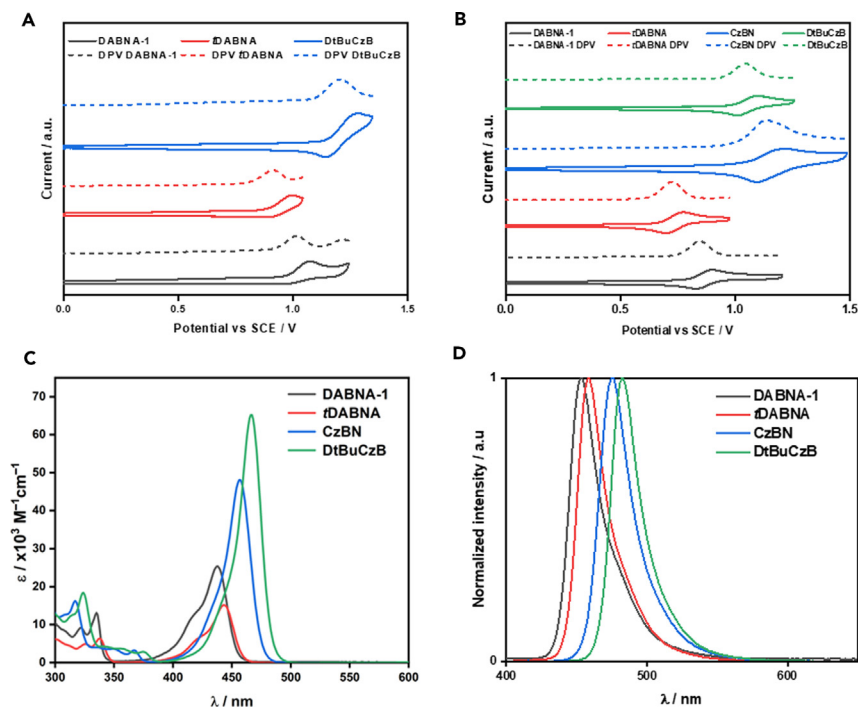 A
DABNA-1 tDABNA DtBuCzB
DPV DABNA-1 DPV tDABNA DPV DtBuCzB
Current / a.u.
0.0 0.5 1.0 1.5
Potential vs SCE / V
B
DABNA-1 tDABNA CzBN DtBuCzB
DABNA-1 DPV tDABNA DPV CzBN DPV DtBuCzB
Current / a.u.
0.0 0.5 1.0 1.5
Potential vs SCE / V
C
DABNA-1
tDABNA
CzBN
DtBuCzB
ε / x10³ M⁻¹cm⁻¹
70
60
50
40
30
20
10
0
300 350 400 450 500 550 600
λ / nm
D
DABNA-1
tDABNA
CzBN
DtBuCzB
Normalized intensity / a.u
1
0
400 500 600
λ / nm